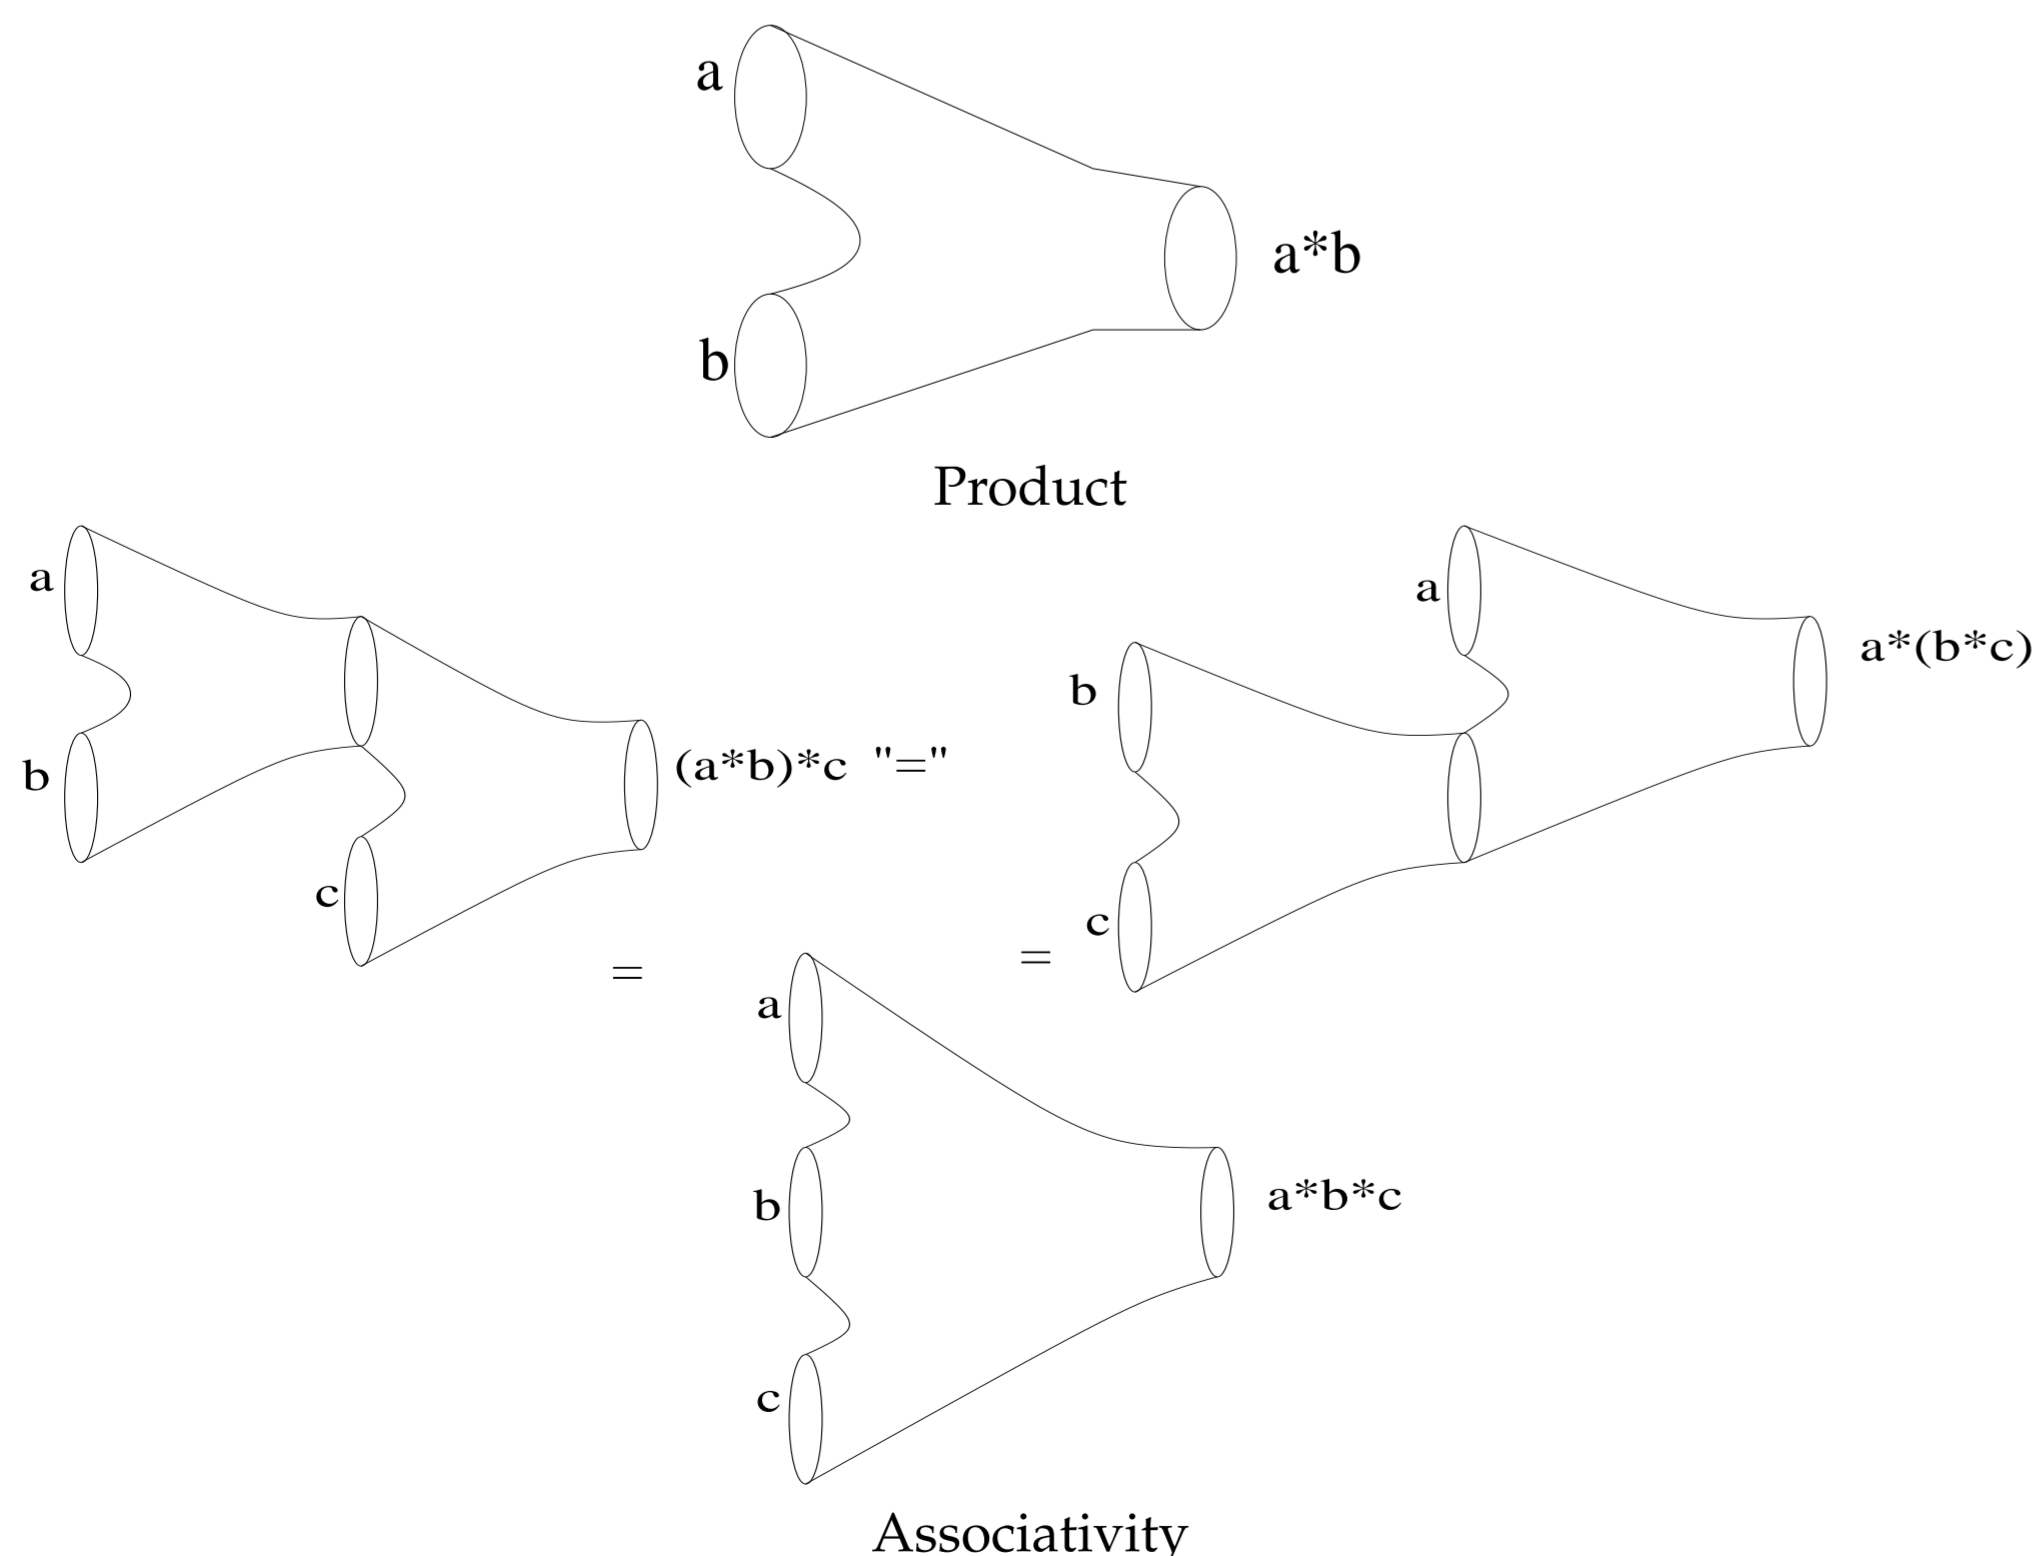 a
a*b
b
Product
a
b
(a*b)*c "="
c
a
b
a*(b*c)
c
=
=
a
b
a*b*c
c
Associativity